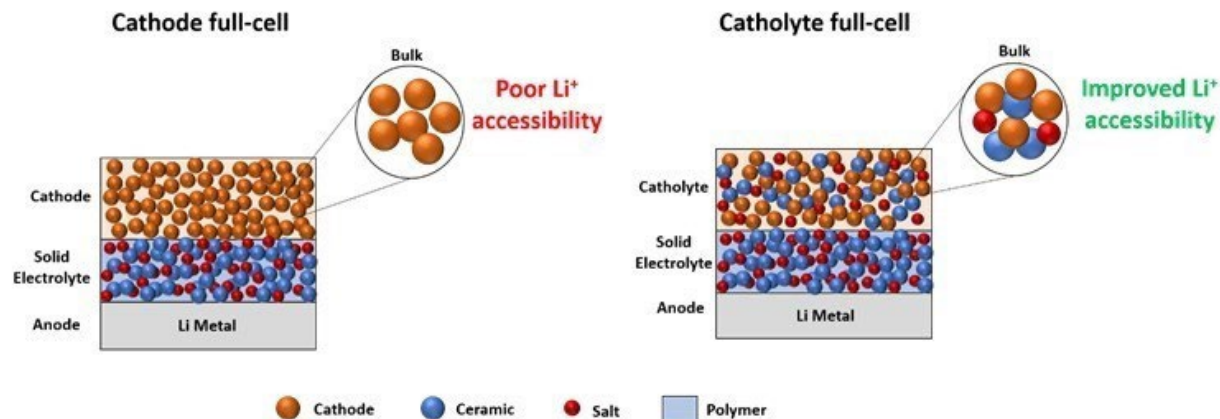 Cathode full-cell
Bulk
Poor Li⁺
accessibility
Cathode
Solid
Electrolyte
Anode
Li Metal
Catholyte full-cell
Bulk
Improved Li⁺
accessibility
Catholyte
Solid
Electrolyte
Anode
Li Metal
Cathode
Ceramic
Salt
Polymer